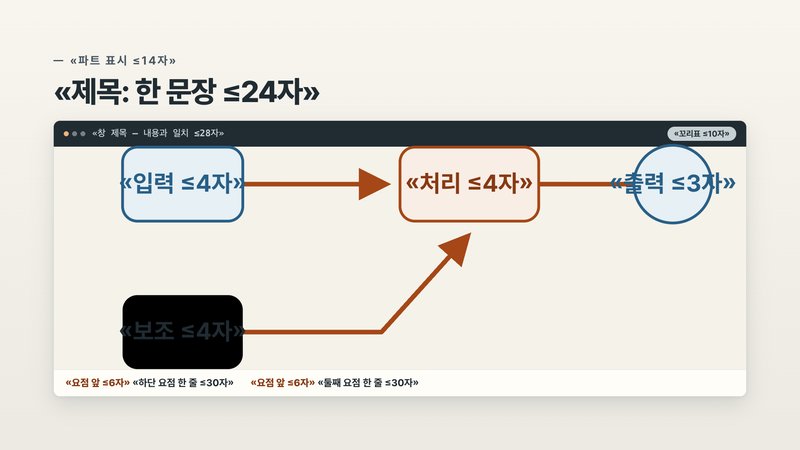 — «파트 표시 ≤14자»
«제목: 한 문장 ≤24자»
«창 제목 — 내용과 일치 ≤28자»
«꼬리표 ≤10자»
«입력 ≤4자»
«처리 ≤4자»
«출력 ≤3자»
«보조 ≤4자»
«요점 앞 ≤6자» «하단 요점 한 줄 ≤30자» «요점 앞 ≤6자» «둘째 요점 한 줄 ≤30자»